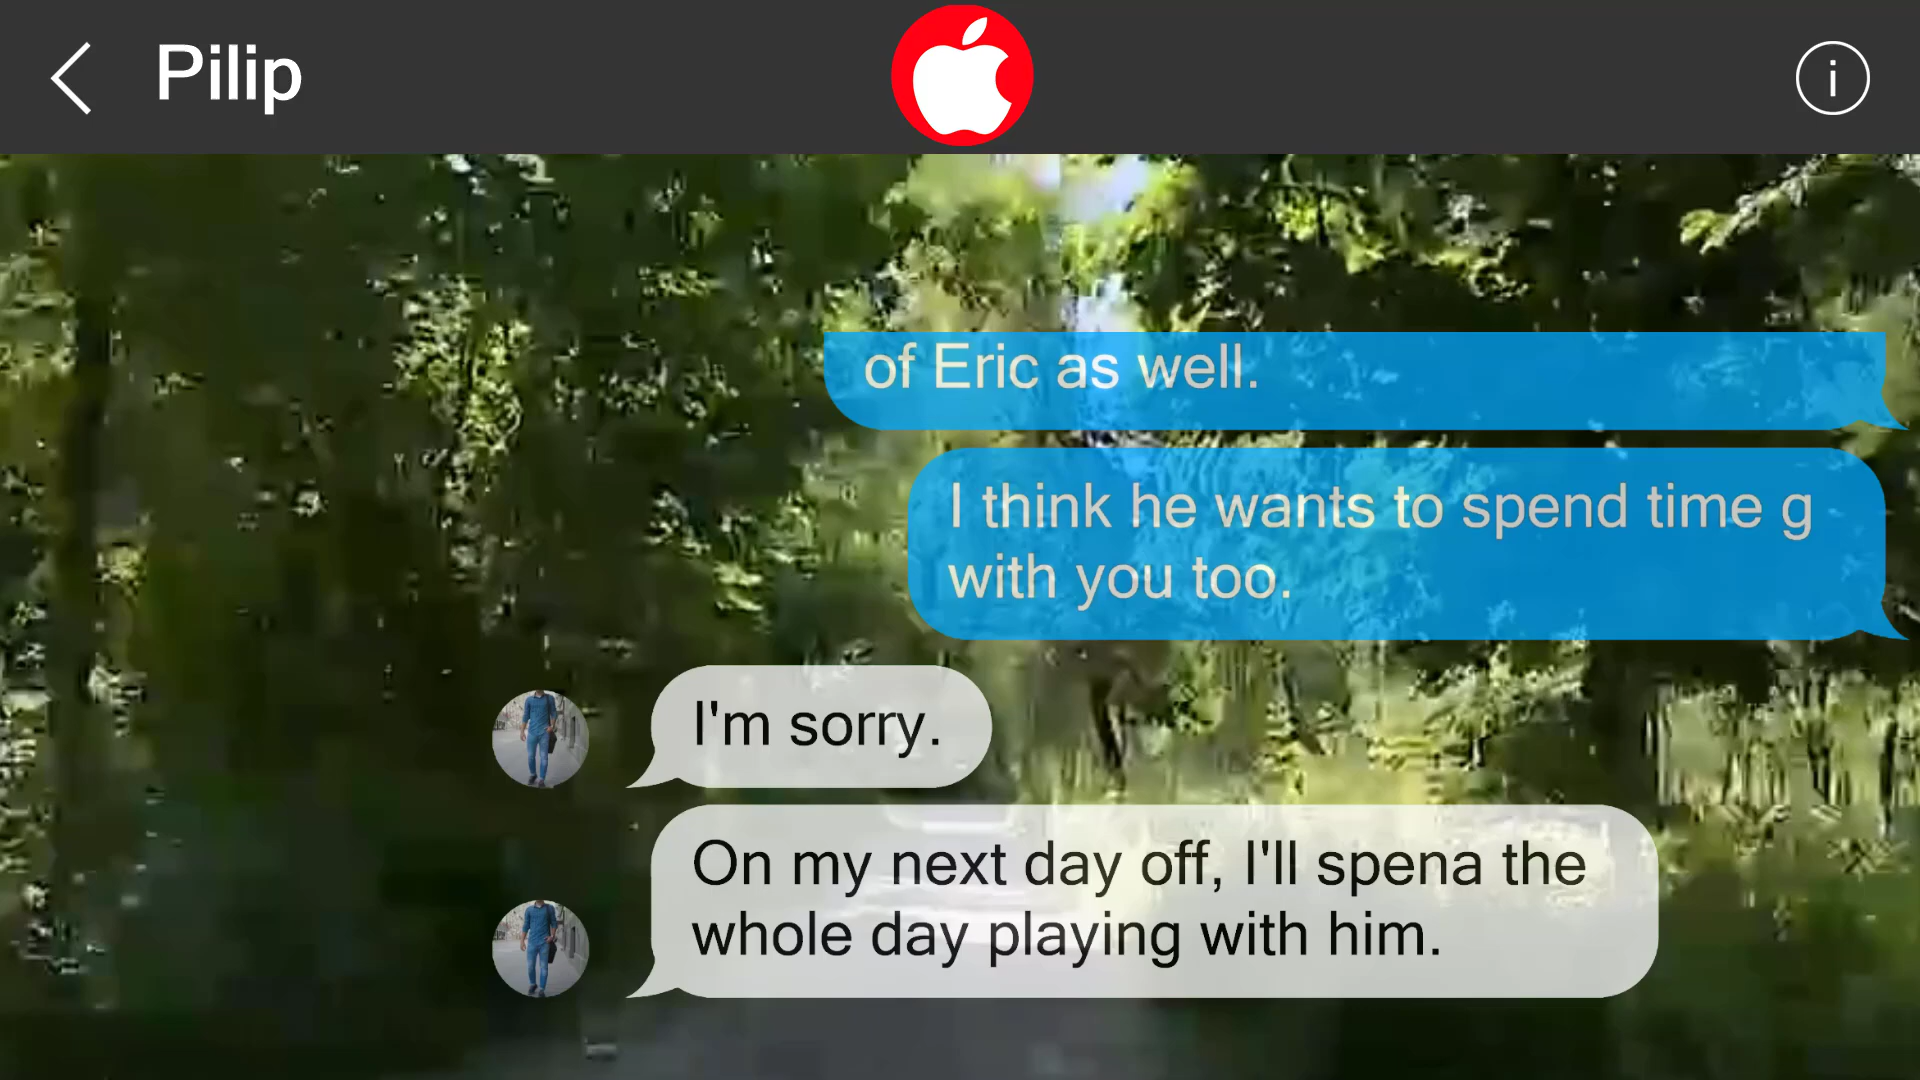 Pilip
of Eric as well.
I think he wants to spend time g
with you too.
I'm sorry.
On my next day off, I'll spena the
whole day playing with him.